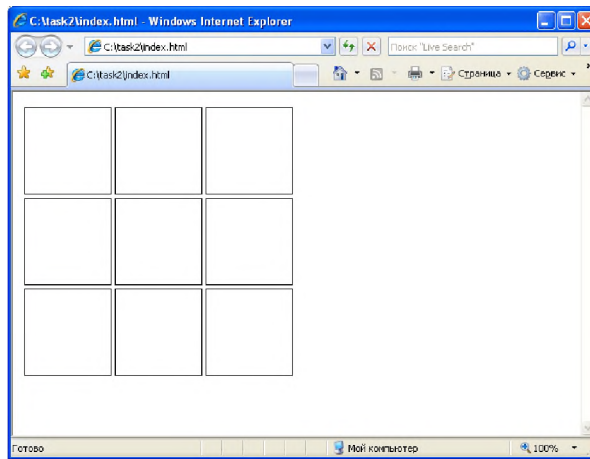 C:\task2\index.html - Windows Internet Explorer
C:\task2\index.html
Поиск "Live Search"
C:\task2\index.html
Страница
Сервис
Готово
Мой компьютер
100%